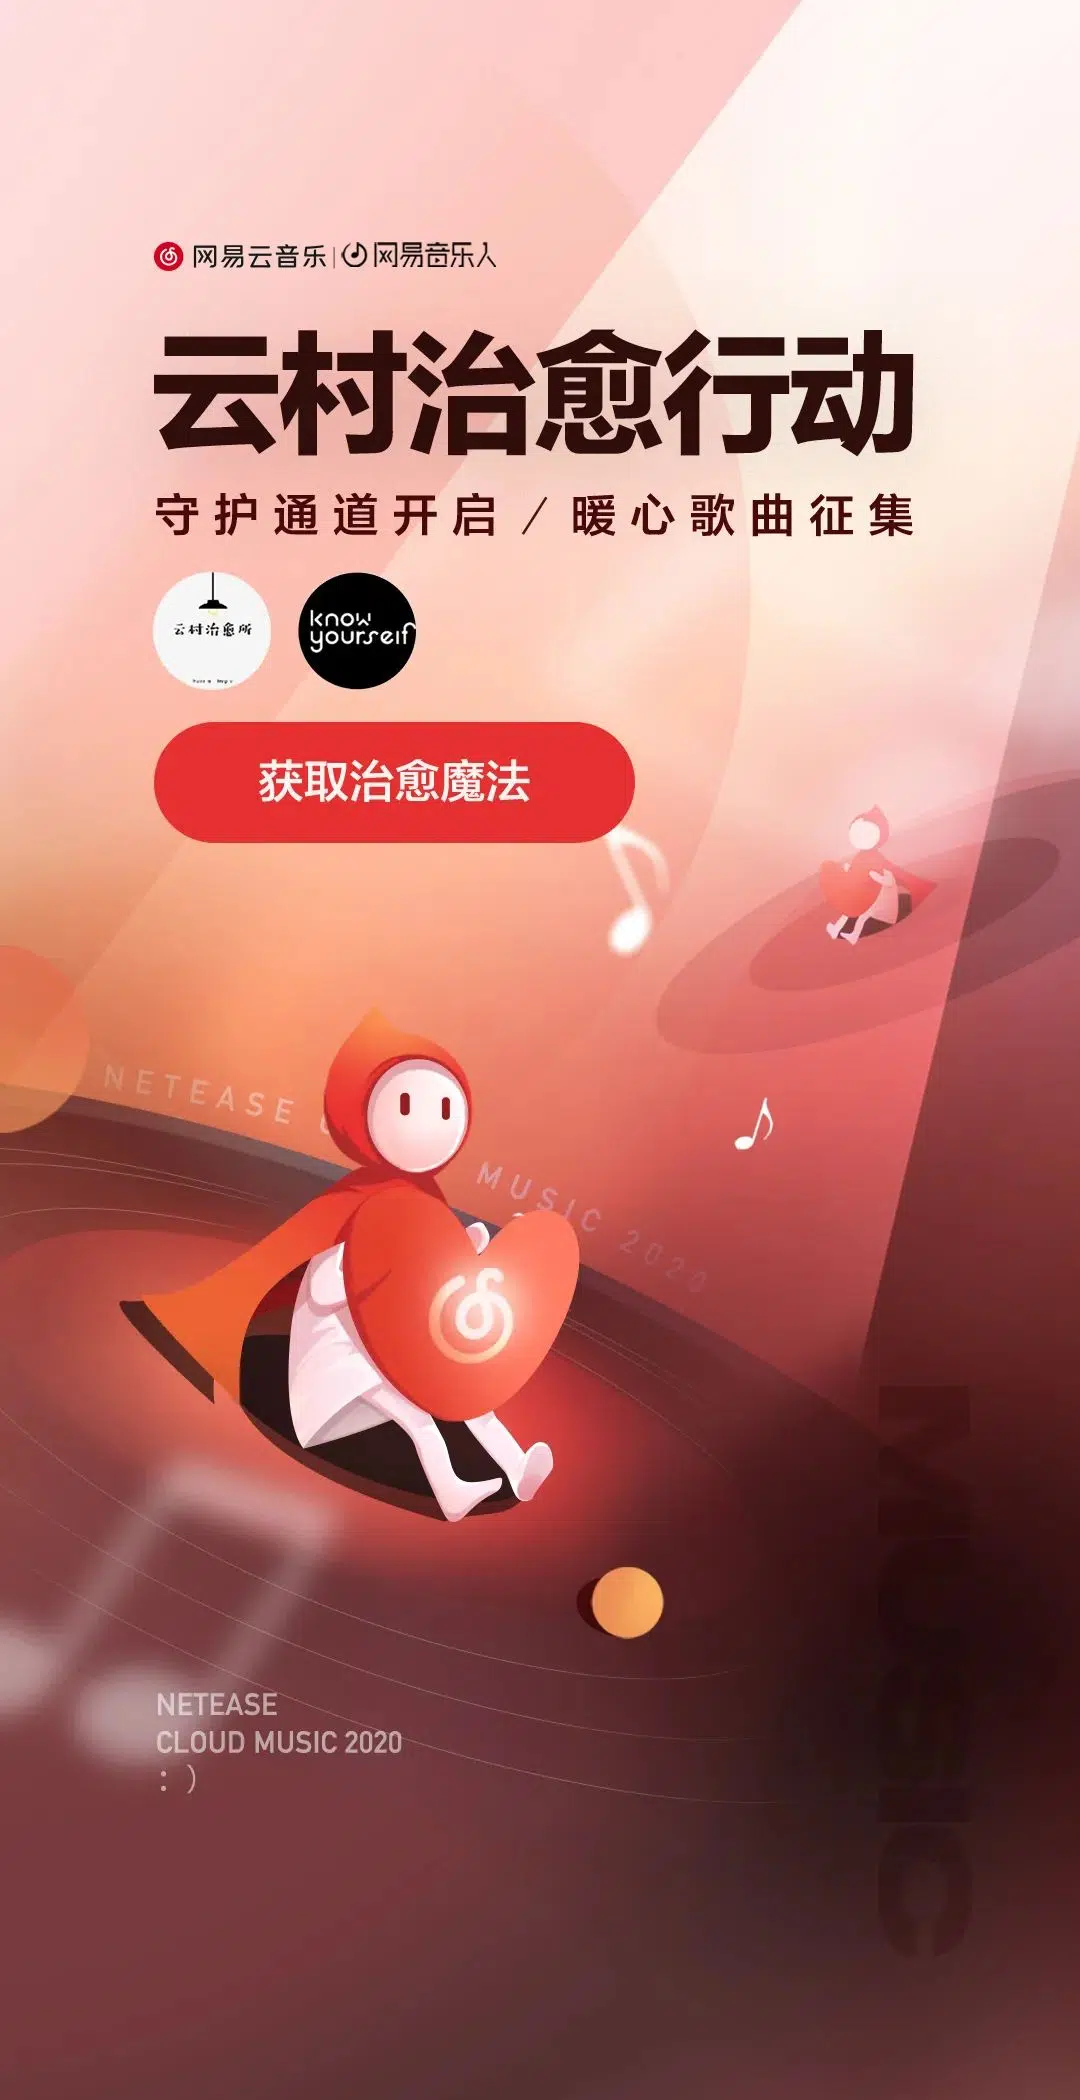 网易云音乐|网易音乐人
云村治愈行动
守护通道开启 / 暖心歌曲征集
云村治愈所
know
yourself
获取治愈魔法
NETEASE
MUSIC 2020
NETEASE
CLOUD MUSIC 2020
: )
MUSIC